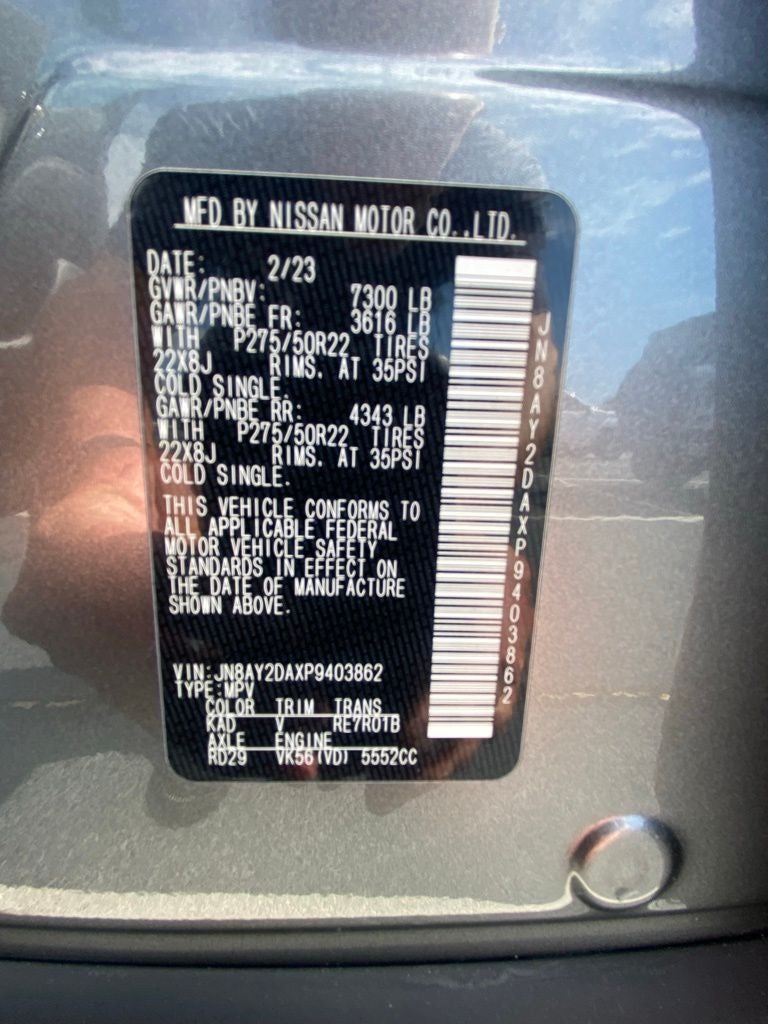 MFD BY NISSAN MOTOR CO.,LTD.
DATE: 2/23
GVWR/PNBV: 7300 LB
GAWR/PNBE FR: 3616 LB
WITH P275/50R22 TIRES
22X8J RIMS. AT 35PSI
COLD SINGLE.
GAWR/PNBE RR: 4343 LB
WITH P275/50R22 TIRES
22X8J RIMS. AT 35PSI
COLD SINGLE.
THIS VEHICLE CONFORMS TO
ALL APPLICABLE FEDERAL
MOTOR VEHICLE SAFETY
STANDARDS IN EFFECT ON
THE DATE OF MANUFACTURE
SHOWN ABOVE.
VIN:JN8AY2DAXP9403862
TYPE:MPV
COLOR TRIM TRANS
KAD V RE7R01B
AXLE ENGINE
RD29 VK56(VD) 5552CC
JN8AY2DAXP9403862